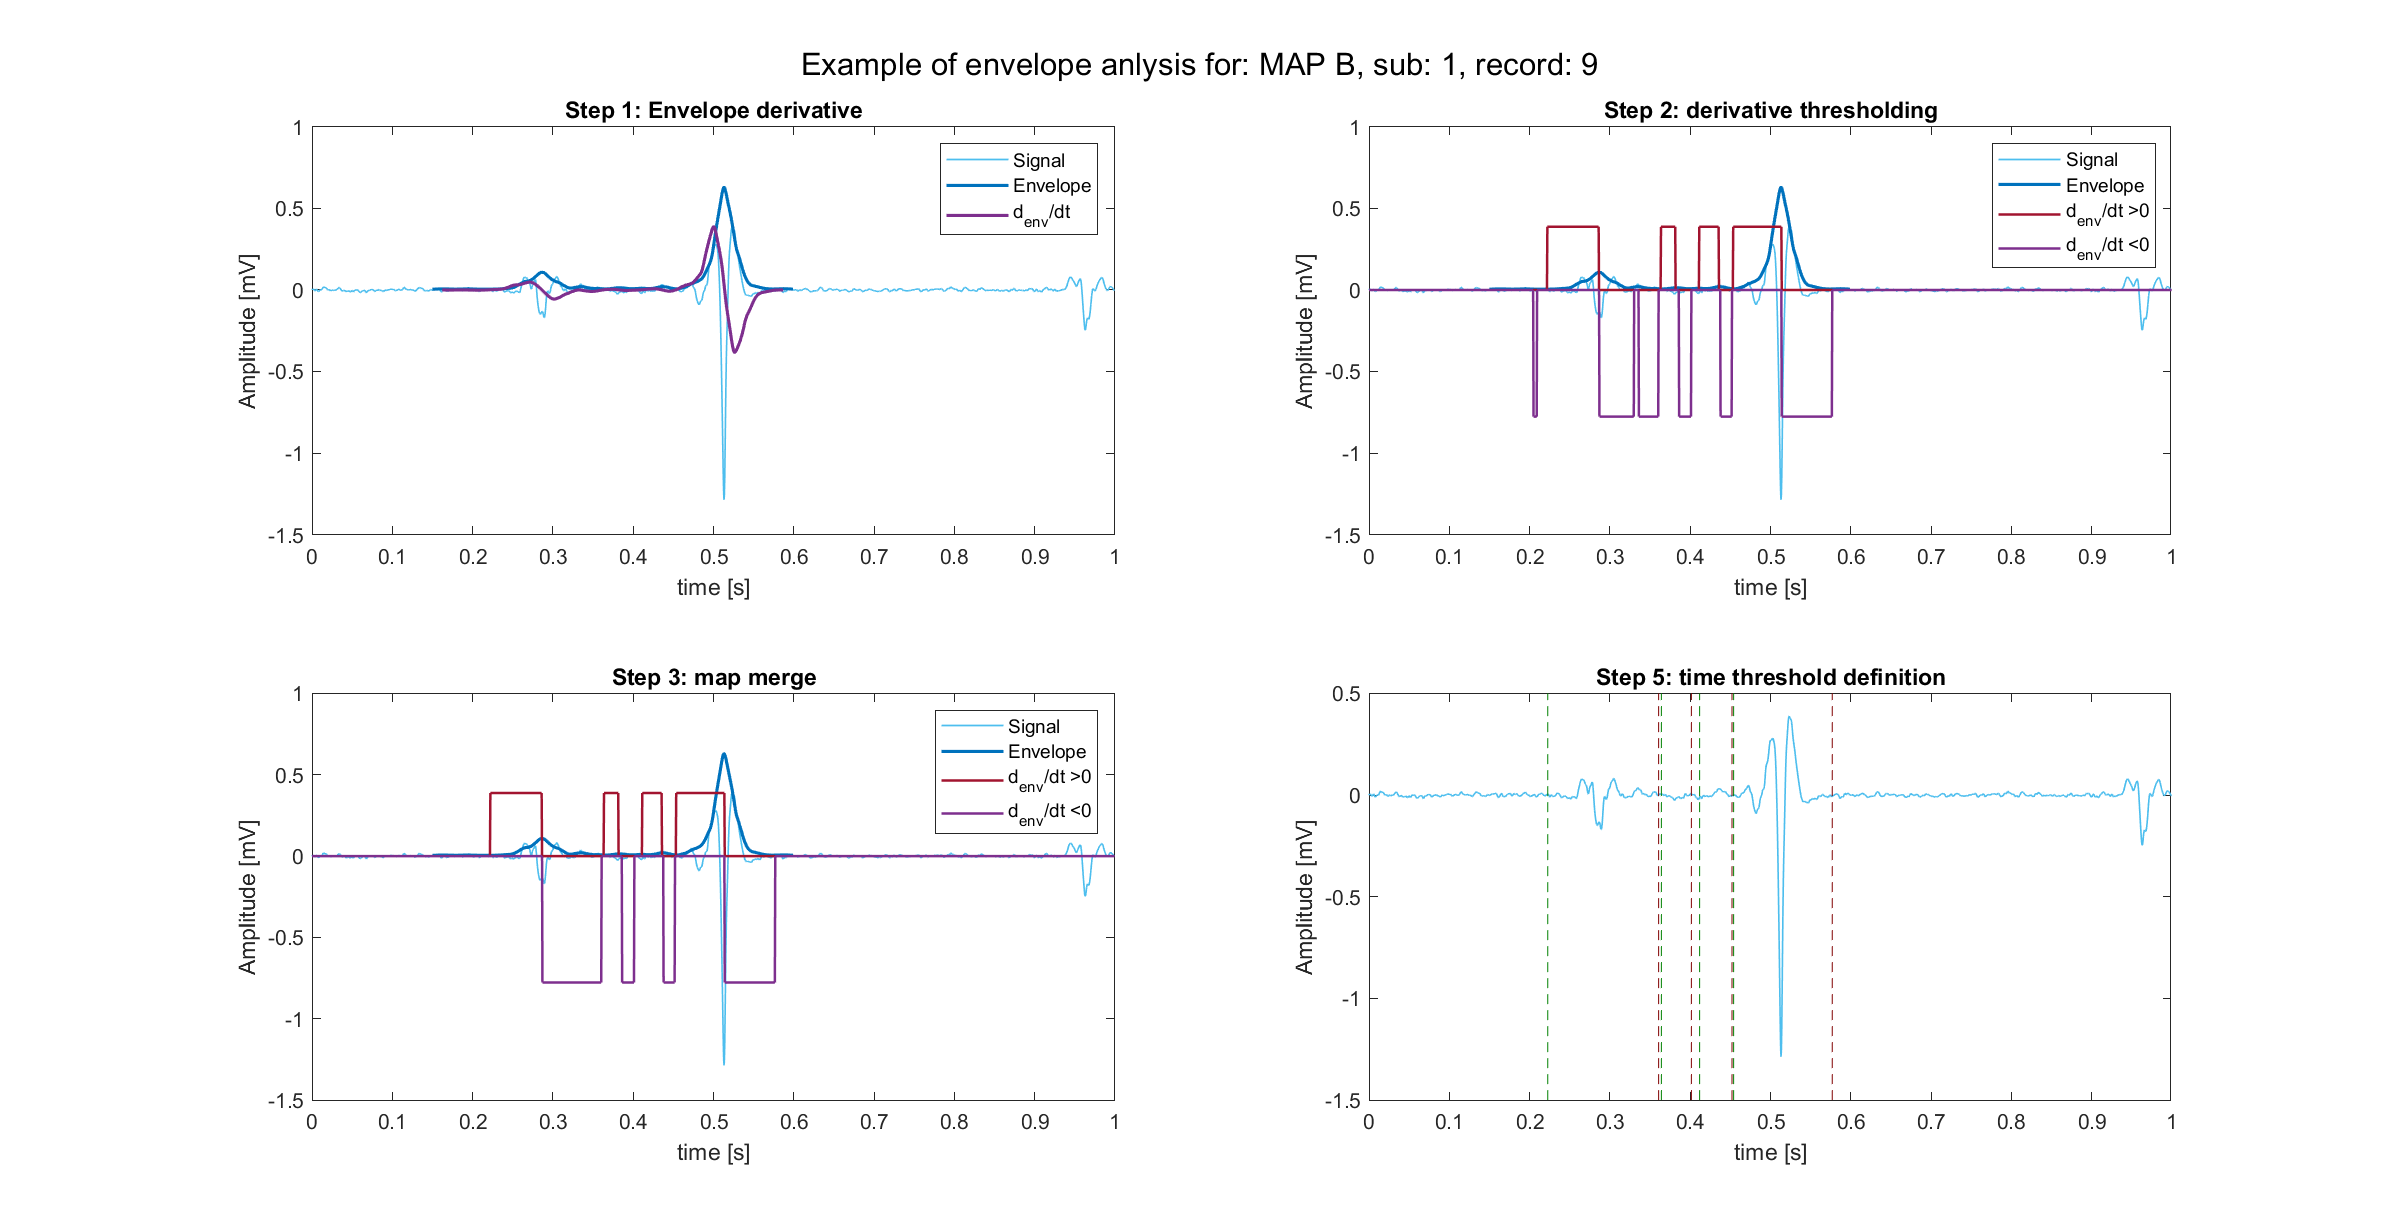 Example of envelope anlysis for: MAP B, sub: 1, record: 9
Step 1: Envelope derivative
1
0.5
0
-0.5
-1
-1.5
Amplitude [mV]
Signal
Envelope
d_env/dt
0 0.1 0.2 0.3 0.4 0.5 0.6 0.7 0.8 0.9 1
time [s]
Step 2: derivative thresholding
1
0.5
0
-0.5
-1
-1.5
Amplitude [mV]
Signal
Envelope
d_env/dt >0
d_env/dt <0
0 0.1 0.2 0.3 0.4 0.5 0.6 0.7 0.8 0.9 1
time [s]
Step 3: map merge
1
0.5
0
-0.5
-1
-1.5
Amplitude [mV]
Signal
Envelope
d_env/dt >0
d_env/dt <0
0 0.1 0.2 0.3 0.4 0.5 0.6 0.7 0.8 0.9 1
time [s]
Step 5: time threshold definition
0.5
0
-0.5
-1
-1.5
Amplitude [mV]
0 0.1 0.2 0.3 0.4 0.5 0.6 0.7 0.8 0.9 1
time [s]